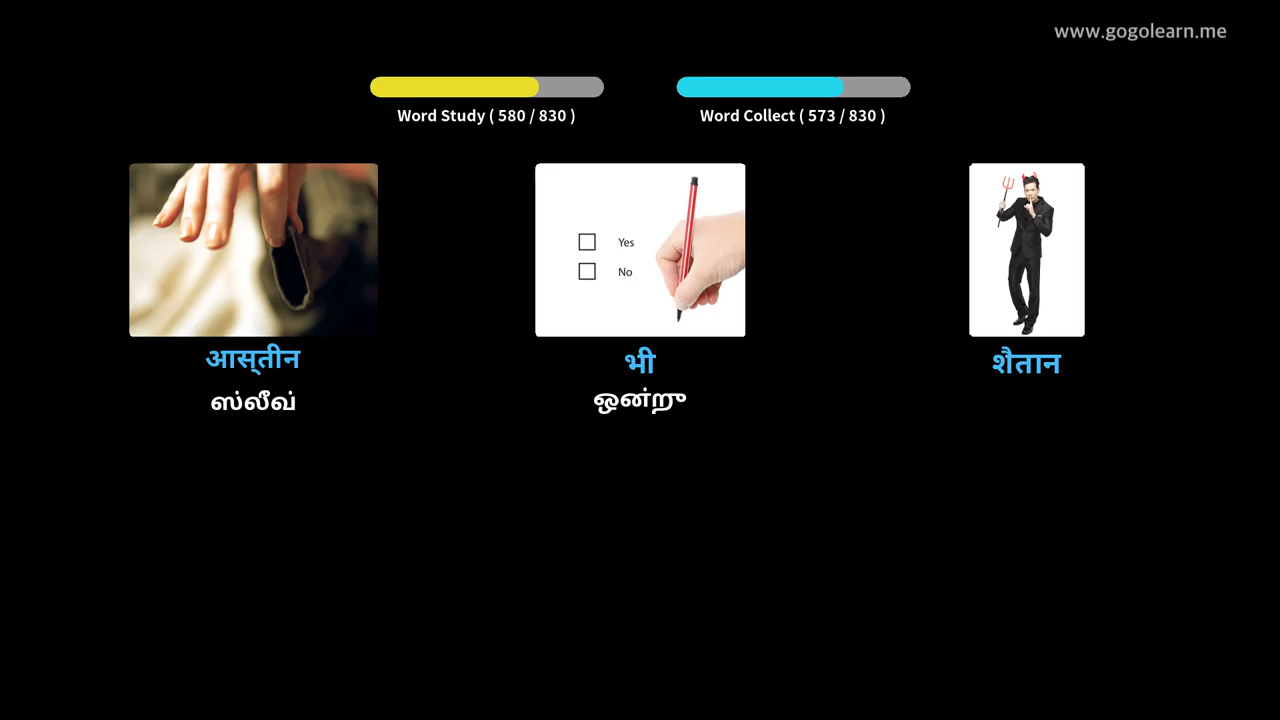 www.gogolearn.me
Word Study ( 580 / 830 )
Word Collect ( 573 / 830 )
Yes
No
आस्तीन
भी
शैतान
ஸ்லீவ்
ஒன்று